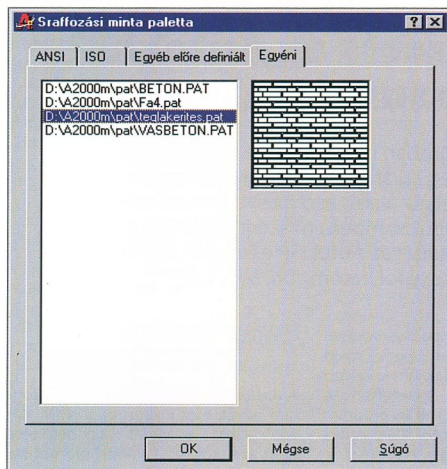 Sraffozási minta paletta
ANSI ISO Egyéb előre definiált Egyéni
D:\A2000m\pat\BETON.PAT
D:\A2000m\pat\Fa4.pat
D:\A2000m\pat\teglakerites.pat
D:\A2000m\pat\VASBETON.PAT
OK Mégse Súgó